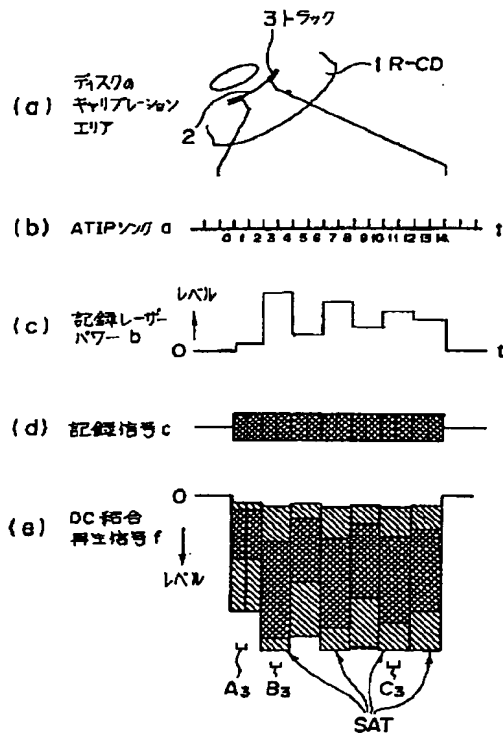 3トラック
1 R-CD
(a) ディスクの
キャリブレーション
エリア
2
(b) ATIPソング a
0 1 2 3 4 5 6 7 8 9 10 11 12 13 14
t
(c) 記録レーザー
パワー b
レベル
0
t
(d) 記録信号 c
0
(e) DC結合
再生信号 f
レベル
A3 B3 C3
SAT